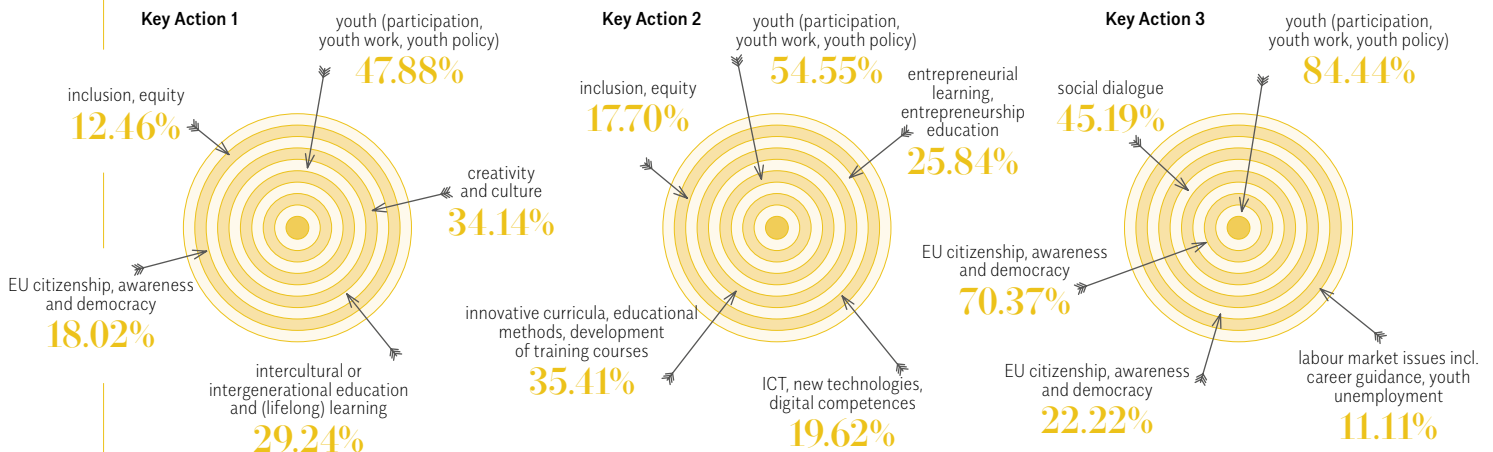 Key Action 1
youth (participation,
youth work, youth policy)
47.88%
inclusion, equity
12.46%
creativity
and culture
34.14%
EU citizenship, awareness
and democracy
18.02%
intercultural or
intergenerational education
and (lifelong) learning
29.24%
Key Action 2
youth (participation,
youth work, youth policy)
54.55%
inclusion, equity
17.70%
entrepreneurial
learning,
entrepreneurship
education
25.84%
innovative curricula, educational
methods, development
of training courses
35.41%
ICT, new technologies,
digital competences
19.62%
Key Action 3
youth (participation,
youth work, youth policy)
84.44%
social dialogue
45.19%
EU citizenship, awareness
and democracy
70.37%
EU citizenship, awareness
and democracy
22.22%
labour market issues incl.
career guidance, youth
unemployment
11.11%